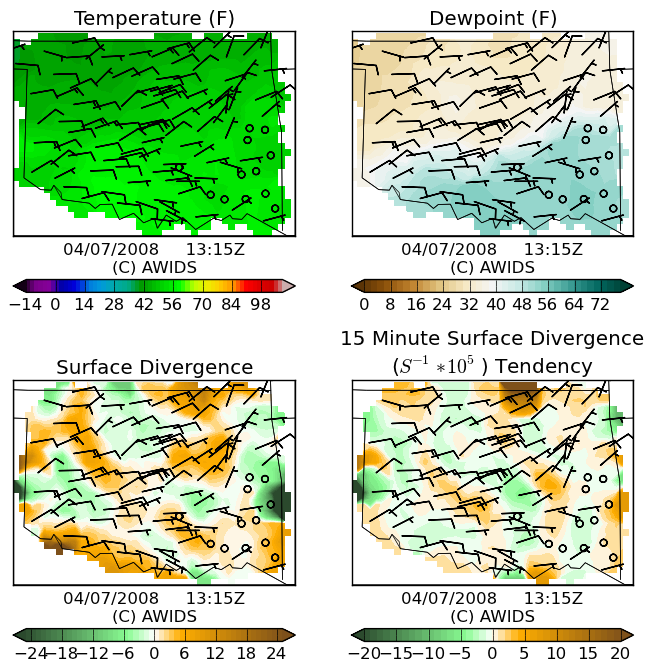 Temperature (F)
Dewpoint (F)
04/07/2008 13:15Z
(C) AWIDS
04/07/2008 13:15Z
(C) AWIDS
−14 0 14 28 42 56 70 84 98
0 8 16 24 32 40 48 56 64 72
Surface Divergence
15 Minute Surface Divergence
(S⁻¹ *10⁵ ) Tendency
04/07/2008 13:15Z
(C) AWIDS
04/07/2008 13:15Z
(C) AWIDS
−24 −18 −12 −6 0 6 12 18 24
−20 −15 −10 −5 0 5 10 15 20